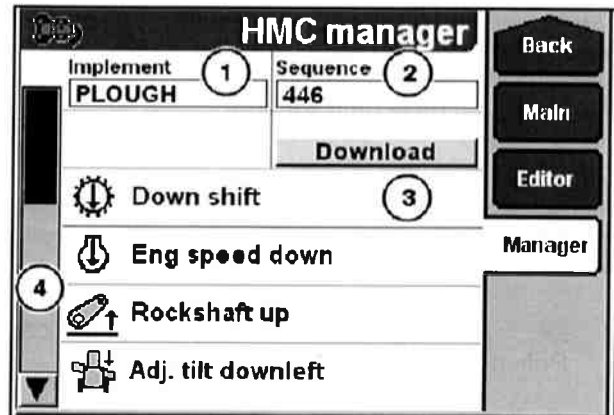 HMC manager
Back
Implement 1 Sequence 2
PLOUGH 446
Main
Download
Editor
Down shift 3
Manager
Eng speed down
4
Rockshaft up
Adj. tilt downleft